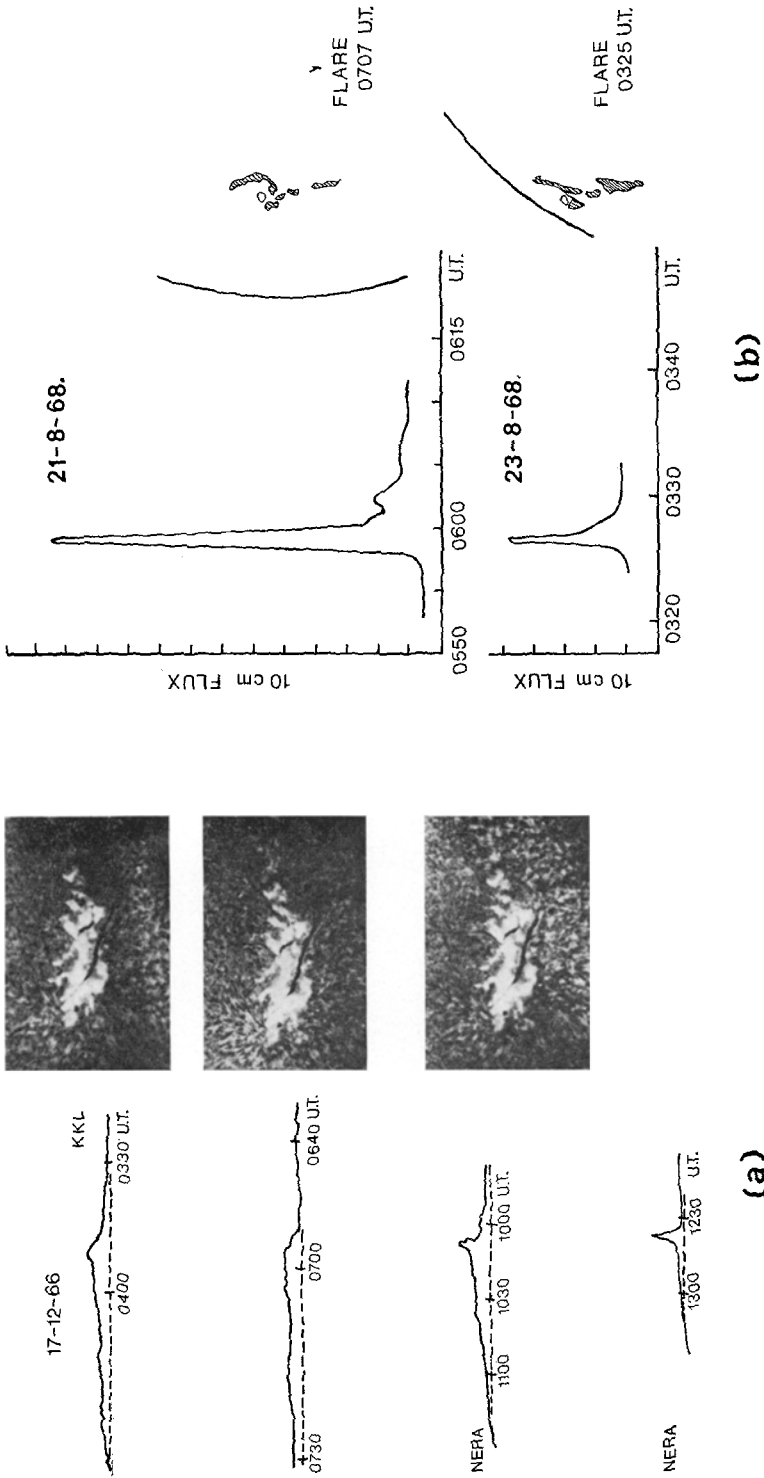 17-12-66
KKL
0400
0330 U.T.
0730
0700
0640 U.T.
NERA
1100
1030
1000 U.T.
NERA
1300
1230
U.T.
(a)
21-8-68.
10 cm FLUX
0550
0600
0615
U.T.
FLARE
0707 U.T.
23-8-68.
10 cm FLUX
0320
0330
0340
U.T.
FLARE
0325 U.T.
(b)